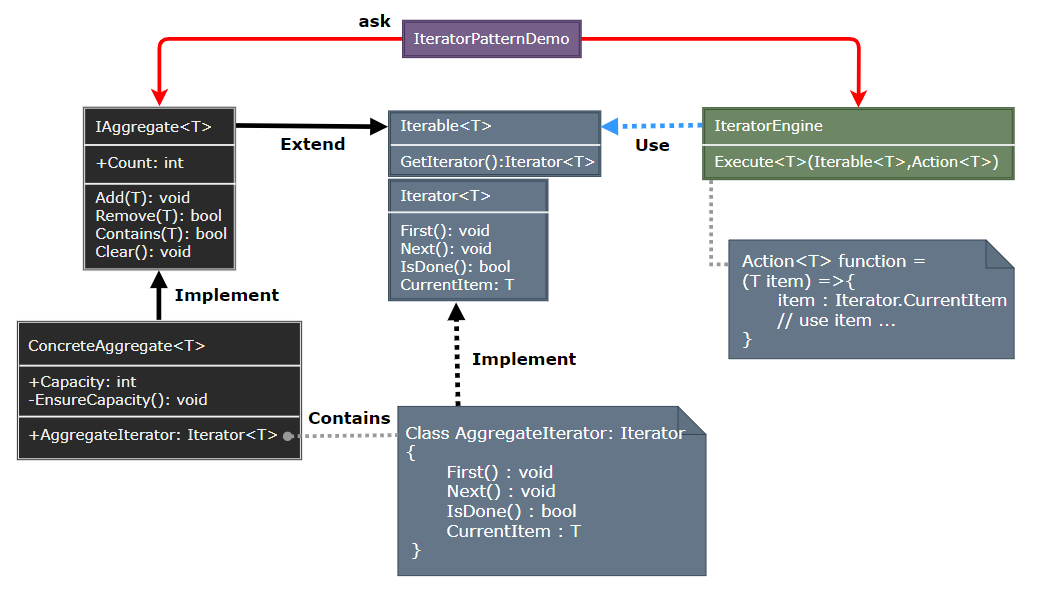 ask
IteratorPatternDemo
IAggregate<T>
+Count: int
Add(T): void
Remove(T): bool
Contains(T): bool
Clear(): void
Extend
Iterable<T>
GetIterator():Iterator<T>
Iterator<T>
First(): void
Next(): void
IsDone(): bool
CurrentItem: T
Use
IteratorEngine
Execute<T>(Iterable<T>,Action<T>)
Action<T> function =
(T item) =>{
item : Iterator.CurrentItem
// use item ...
}
Implement
ConcreteAggregate<T>
+Capacity: int
-EnsureCapacity(): void
+AggregateIterator: Iterator<T>
Contains
Implement
Class AggregateIterator: Iterator
{
First() : void
Next() : void
IsDone() : bool
CurrentItem : T
}